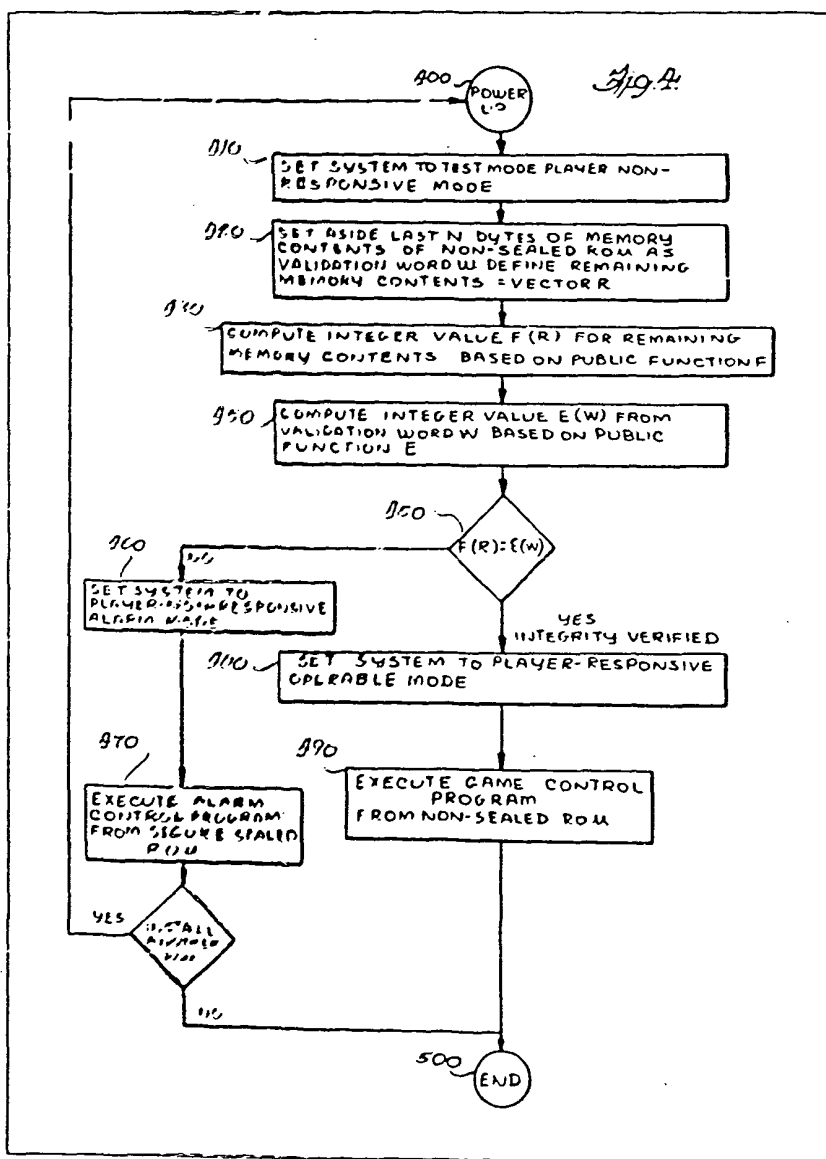 Fig. 4.
400
POWER UP
410
SET SYSTEM TO TEST MODE PLAYER NON-
RESPONSIVE MODE
420
SET ASIDE LAST N BYTES OF MEMORY
CONTENTS OF NON-SEALED ROM AS
VALIDATION WORD W DEFINE REMAINING
MEMORY CONTENTS = VECTOR R
430
COMPUTE INTEGER VALUE F(R) FOR REMAINING
MEMORY CONTENTS BASED ON PUBLIC FUNCTION F
COMPUTE INTEGER VALUE E(W) FROM
VALIDATION WORD W BASED ON PUBLIC
FUNCTION E
F(R)=E(W)
NO
460
SET SYSTEM TO
PLAYER-NON-RESPONSIVE
ALARM MODE
YES
INTEGRITY VERIFIED
SET SYSTEM TO PLAYER-RESPONSIVE
OPERABLE MODE
470
EXECUTE ALARM
CONTROL PROGRAM
FROM SECURE SEALED
ROM
490
EXECUTE GAME CONTROL
PROGRAM
FROM NON-SEALED ROM
YES
INSTALL
NO
500
END